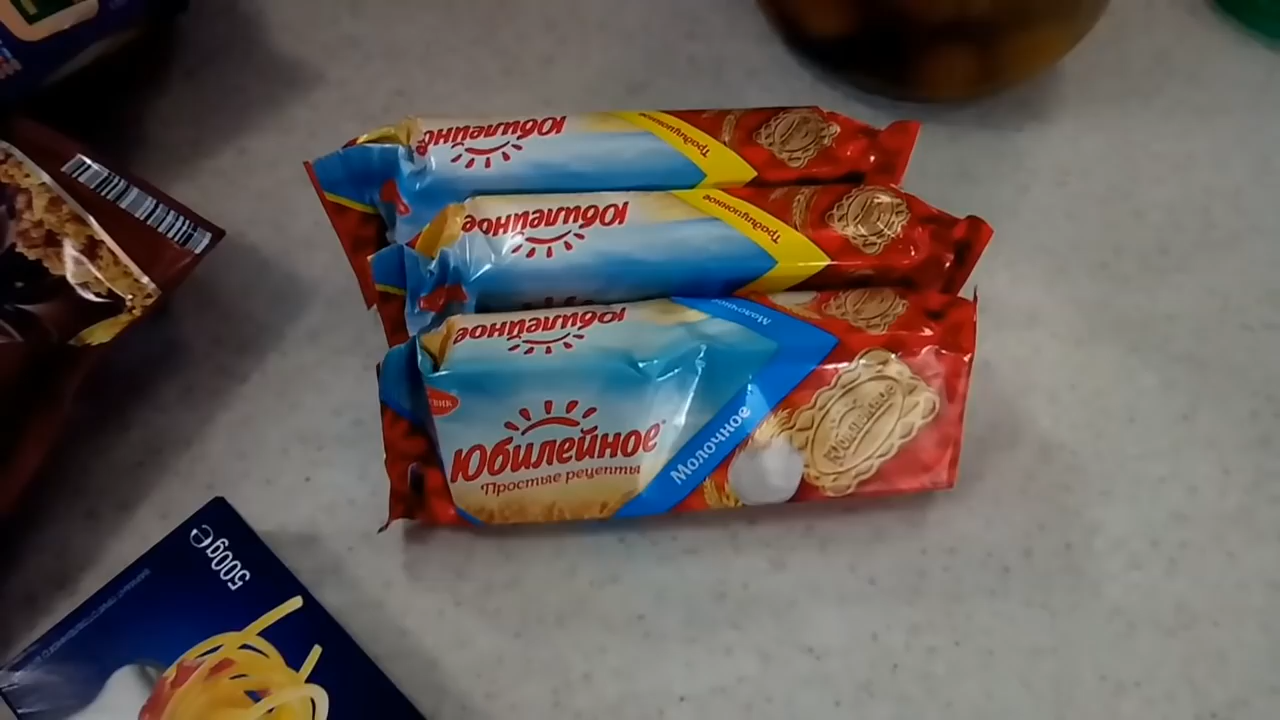 Юбилейное
Традиционное
Юбилейное
Традиционное
Юбилейное
Молочное
Юбилейное
Простые рецепты
Молочное
Юбилейное
500g e